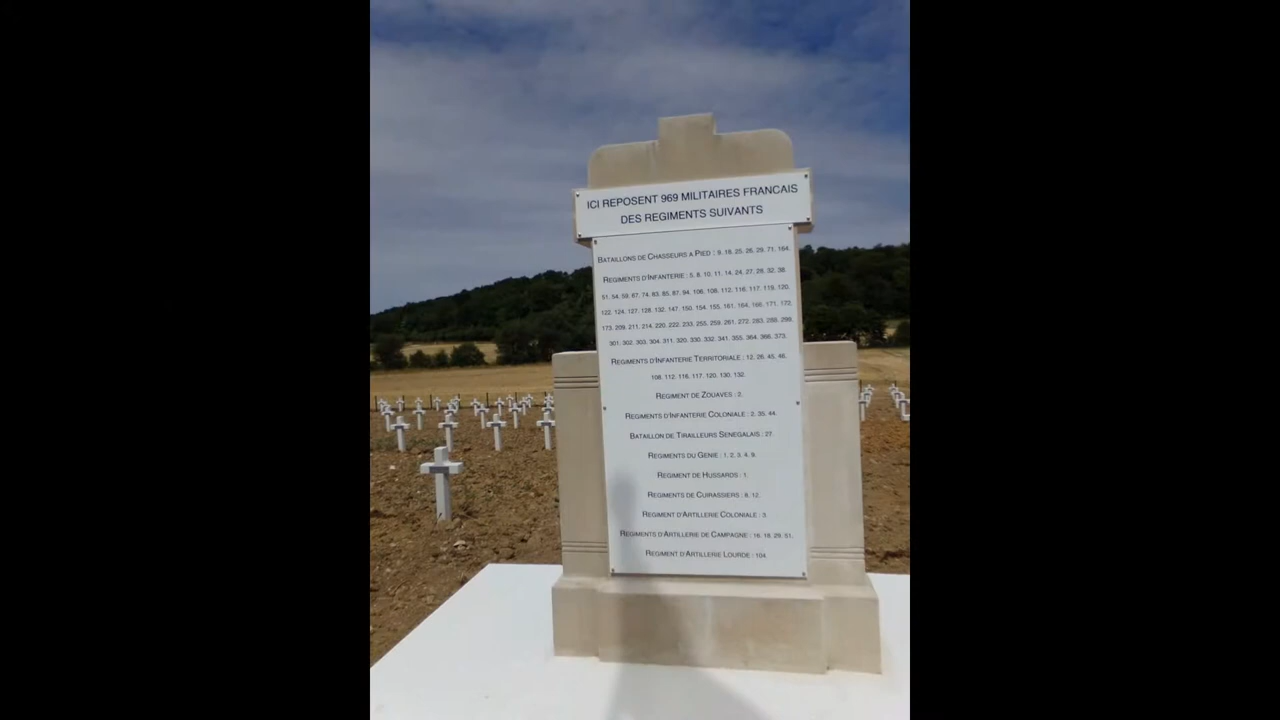 ICI REPOSENT 969 MILITAIRES FRANCAIS
DES REGIMENTS SUIVANTS
BATAILLONS DE CHASSEURS A PIED : 9. 18. 25. 26. 29. 71. 164.
REGIMENTS D'INFANTERIE : 5. 8. 10. 11. 14. 24. 27. 28. 32. 38.
51. 54. 59. 67. 74. 83. 85. 87. 94. 106. 108. 112. 116. 117. 119. 120.
122. 124. 127. 128. 132. 147. 150. 154. 155. 161. 164. 166. 171. 172.
173. 209. 211. 214. 220. 222. 233. 255. 259. 261. 272. 283. 288. 298.
301. 302. 303. 304. 311. 320. 330. 332. 341. 355. 364. 366. 373.
REGIMENTS D'INFANTERIE TERRITORIALE : 12. 26. 45. 46.
108. 112. 116. 117. 120. 130. 132.
REGIMENT DE ZOUAVES : 2.
REGIMENTS D'INFANTERIE COLONIALE : 2. 35. 44.
BATAILLON DE TIRAILLEURS SENEGALAIS : 27.
REGIMENTS DU GENIE : 1. 2. 3. 4. 9.
REGIMENT DE HUSSARDS : 1.
REGIMENTS DE CUIRASSIERS : 8. 12.
REGIMENT D'ARTILLERIE COLONIALE : 3.
REGIMENTS D'ARTILLERIE DE CAMPAGNE : 16. 18. 29. 51.
REGIMENT D'ARTILLERIE LOURDE : 104.